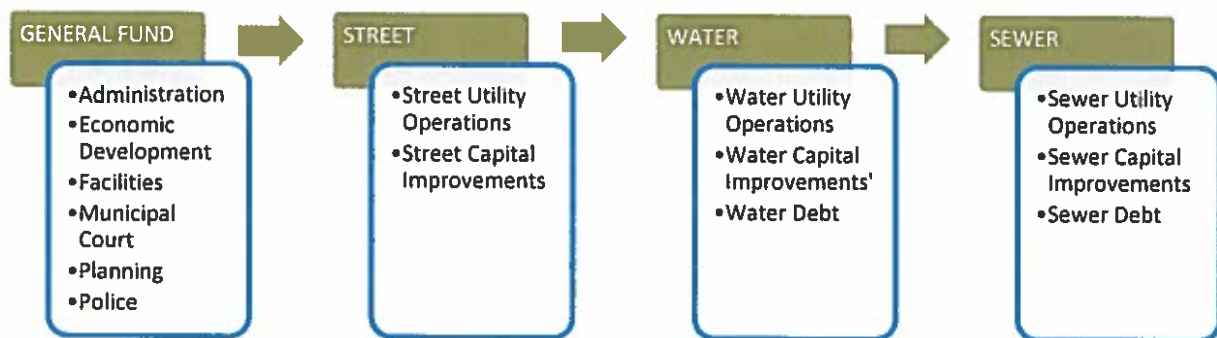 GENERAL FUND
•Administration
•Economic
Development
•Facilities
•Municipal
Court
•Planning
•Police
STREET
•Street Utility
Operations
•Street Capital
Improvements
WATER
•Water Utility
Operations
•Water Capital
Improvements'
•Water Debt
SEWER
•Sewer Utility
Operations
•Sewer Capital
Improvements
•Sewer Debt